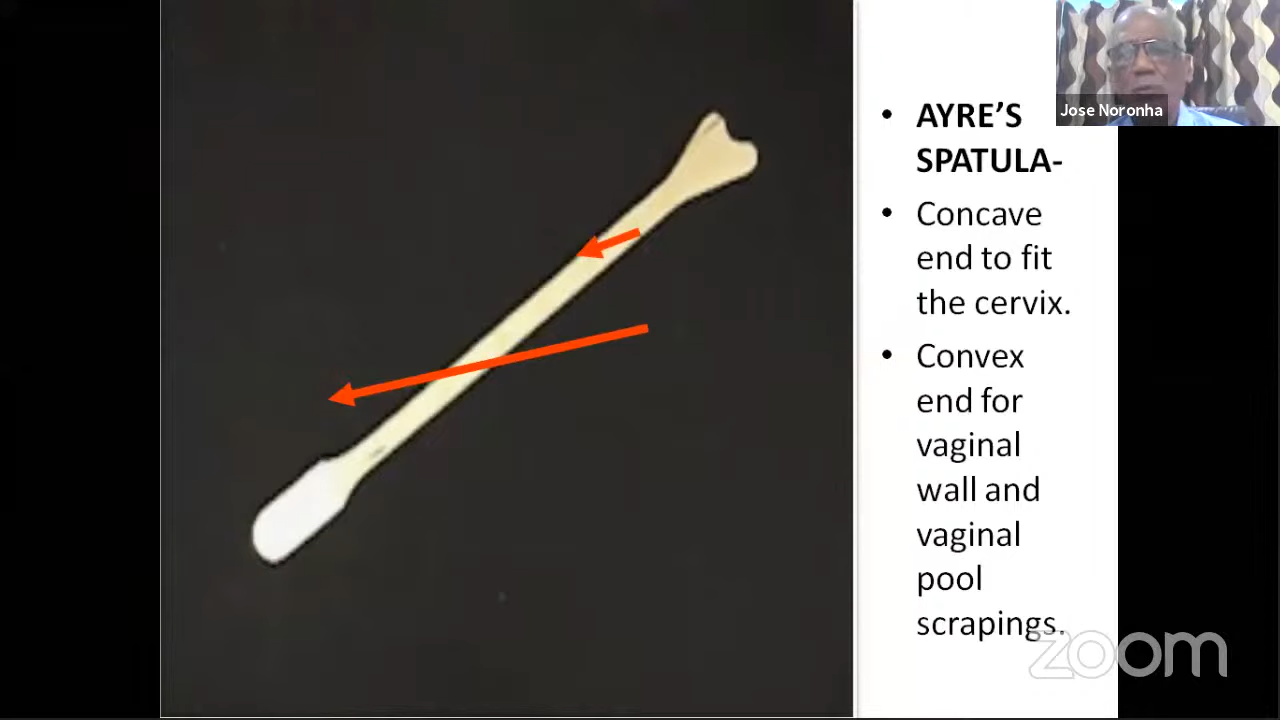 • AYRE’S
SPATULA-
• Concave
end to fit
the cervix.
• Convex
end for
vaginal
wall and
vaginal
pool
scrapings.
Jose Noronha
zoom